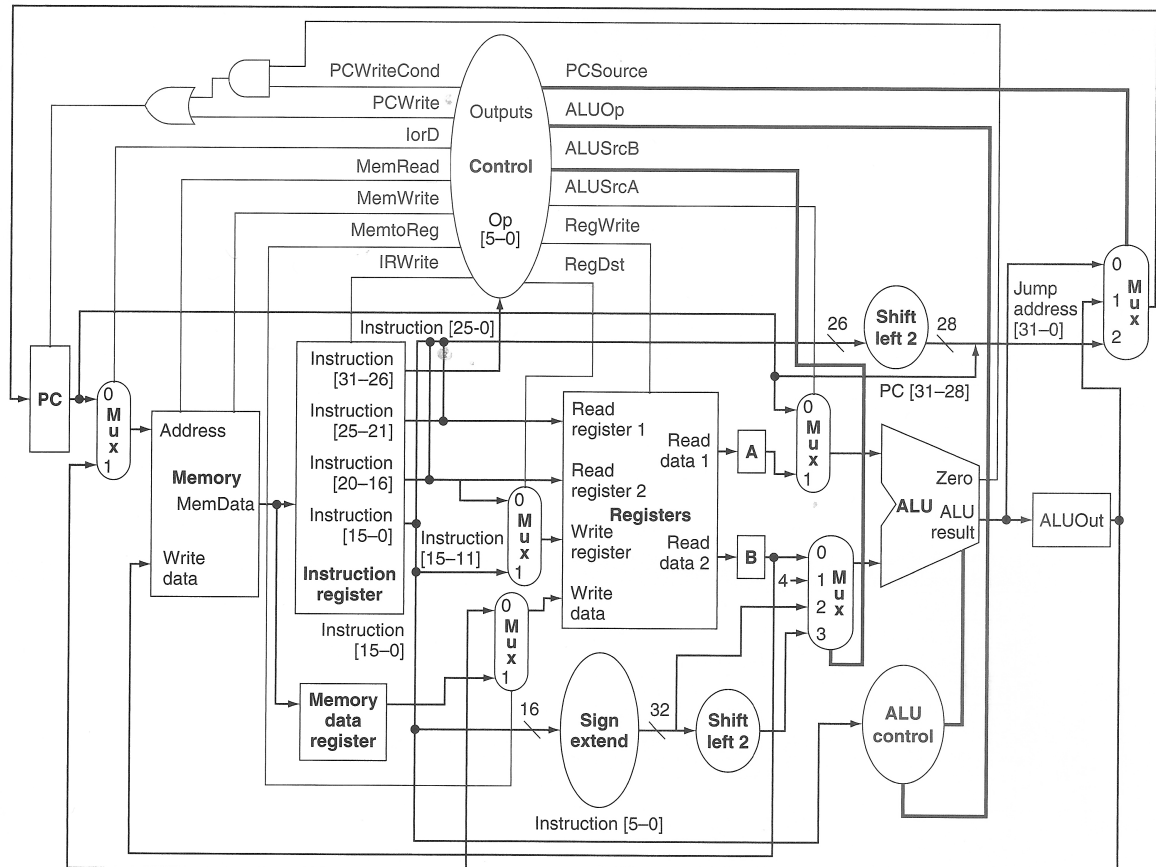 PCWriteCond
PCWrite
IorD
MemRead
MemWrite
MemtoReg
IRWrite
Outputs
Control
Op
[5–0]
PCSource
ALUOp
ALUSrcB
ALUSrcA
RegWrite
RegDst
PC
0
M
u
x
1
Address
Memory
MemData
Write
data
Instruction [25-0]
Instruction
[31–26]
Instruction
[25–21]
Instruction
[20–16]
Instruction
[15–0]
Instruction
register
Instruction
[15–11]
Instruction
[15–0]
Memory
data
register
0
M
u
x
1
0
M
u
x
1
Read
register 1
Read
register 2
Registers
Write
register
Write
data
Read
data 1
Read
data 2
A
B
16
Sign
extend
32
Shift
left 2
Instruction [5–0]
26
Shift
left 2
28
PC [31–28]
Jump
address
[31–0]
0
M
u
x
1
4
0
1
2
3
M
u
x
Zero
ALU
ALU
result
ALUOut
ALU
control
0
1
2
M
u
x